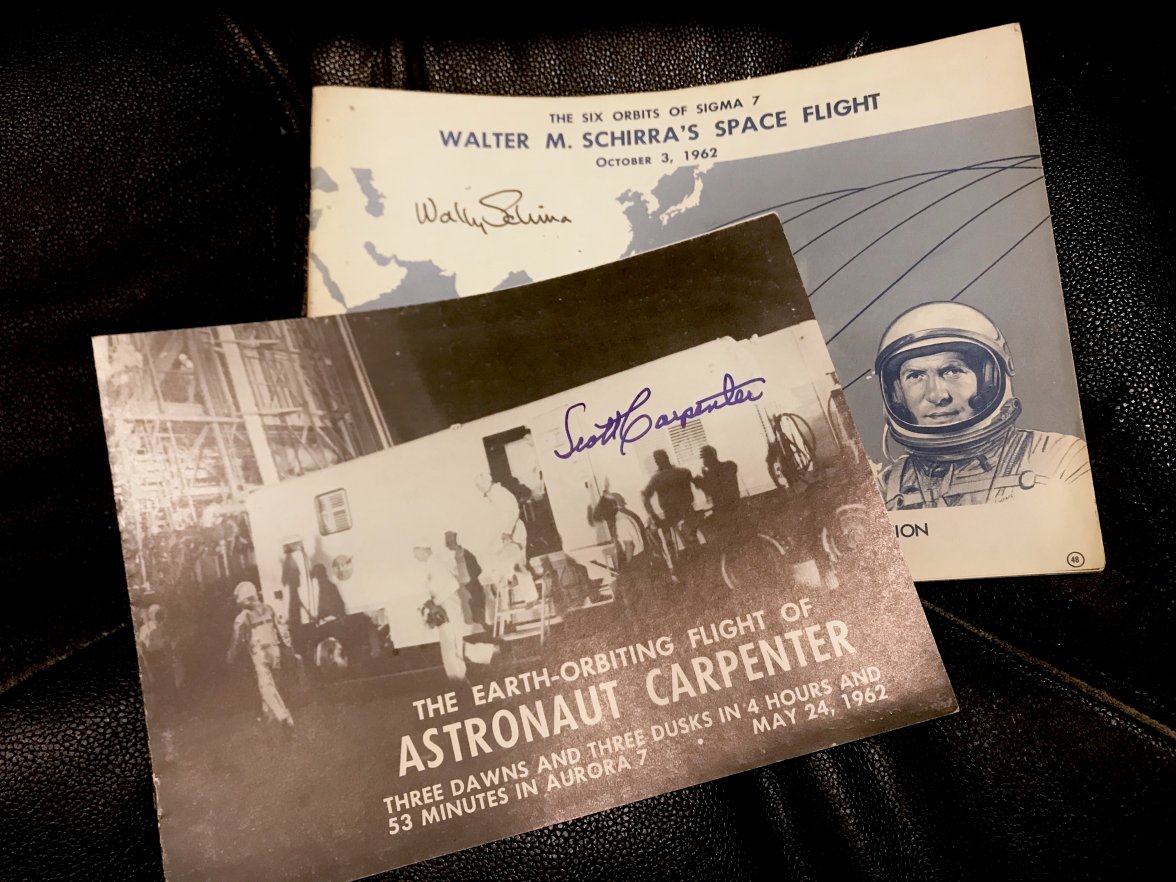 THE SIX ORBITS OF SIGMA 7
WALTER M. SCHIRRA'S SPACE FLIGHT
OCTOBER 3, 1962
Wally Schirra
ION
48
Scott Carpenter
THE EARTH-ORBITING FLIGHT OF
ASTRONAUT CARPENTER
THREE DAWNS AND THREE DUSKS IN 4 HOURS AND
53 MINUTES IN AURORA 7 • MAY 24, 1962